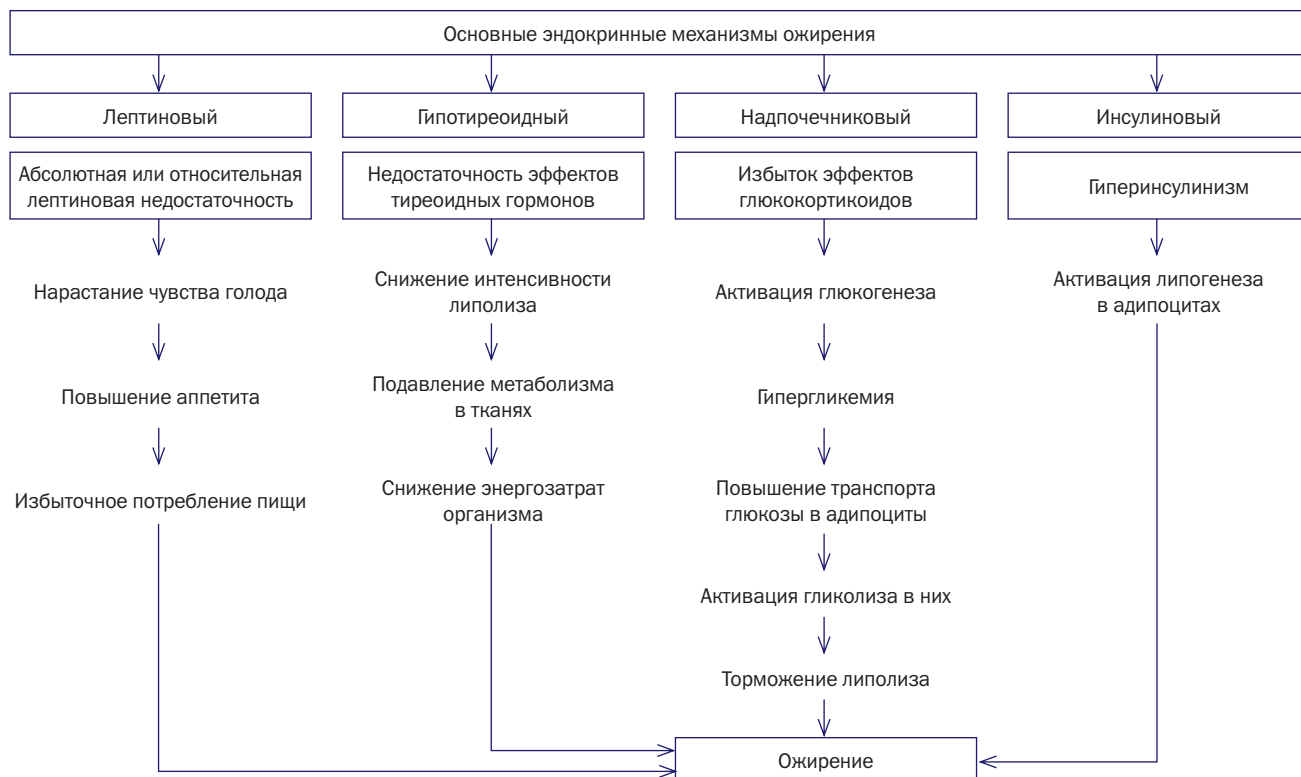 Основные эндокринные механизмы ожирения
Лептиновый
Гипотиреоидный
Надпочечниковый
Инсулиновый
Абсолютная или относительная
лептиновая недостаточность
Недостаточность эффектов
тиреоидных гормонов
Избыток эффектов
глюкокортикоидов
Гиперинсулинизм
Нарастание чувства голода
Снижение интенсивности
липолиза
Активация глюкогенеза
Активация липогенеза
в адипоцитах
Повышение аппетита
Подавление метаболизма
в тканях
Гипергликемия
Избыточное потребление пищи
Снижение энергозатрат
организма
Повышение транспорта
глюкозы в адипоциты
Активация гликолиза в них
Торможение липолиза
Ожирение